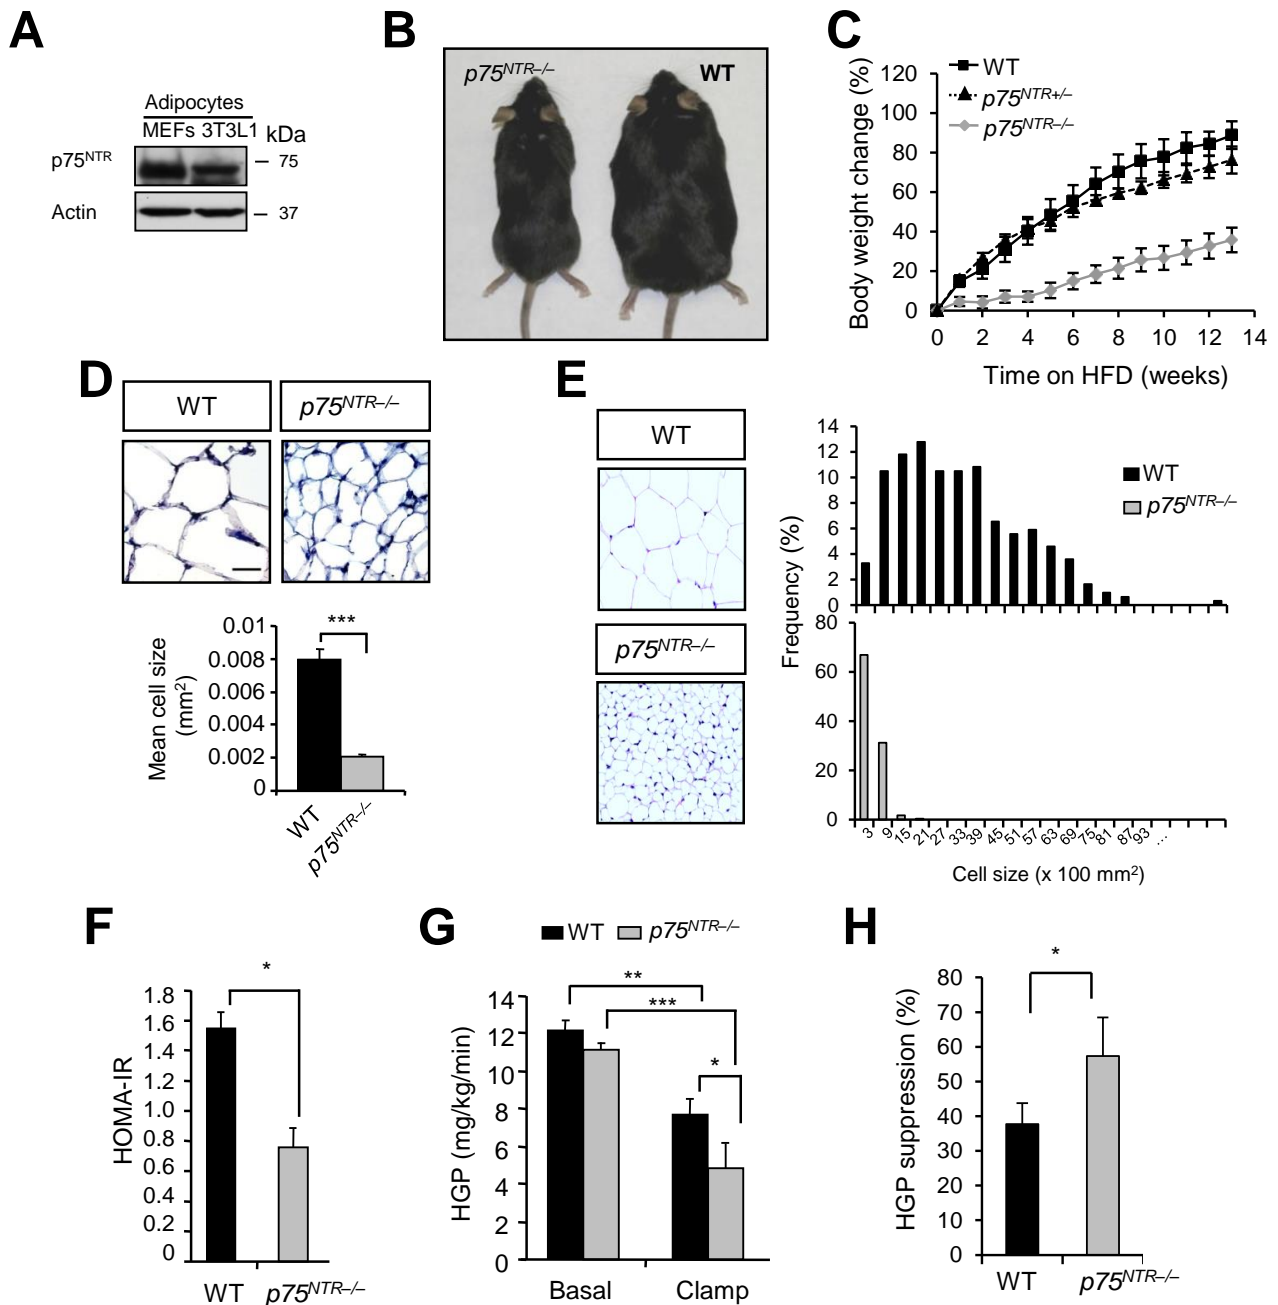 A
Adipocytes
MEFs 3T3L1 kDa
p75NTR
75
Actin
37
B
p75NTR–/–
WT
C
Body weight change (%)
120
100
80
60
40
20
0
WT
p75NTR+/–
p75NTR–/–
0 2 4 6 8 10 12 14
Time on HFD (weeks)
D
WT
p75NTR–/–
Mean cell size
(mm2)
0.01
0.008
0.006
0.004
0.002
0
***
WT
p75NTR–/–
E
WT
p75NTR–/–
Frequency (%)
14
12
10
8
6
4
2
0
WT
p75NTR–/–
80
60
40
20
0
3 9 15 21 27 33 39 45 51 57 63 69 75 81 87 93 ...
Cell size (x 100 mm2)
F
HOMA-IR
1.8
1.6
1.4
1.2
1.0
0.8
0.6
0.4
0.2
0
*
WT p75NTR–/–
G
WT p75NTR–/–
HGP (mg/kg/min)
14
12
10
8
6
4
2
0
**
***
*
Basal Clamp
H
HGP suppression (%)
80
70
60
50
40
30
20
10
0
*
WT p75NTR–/–